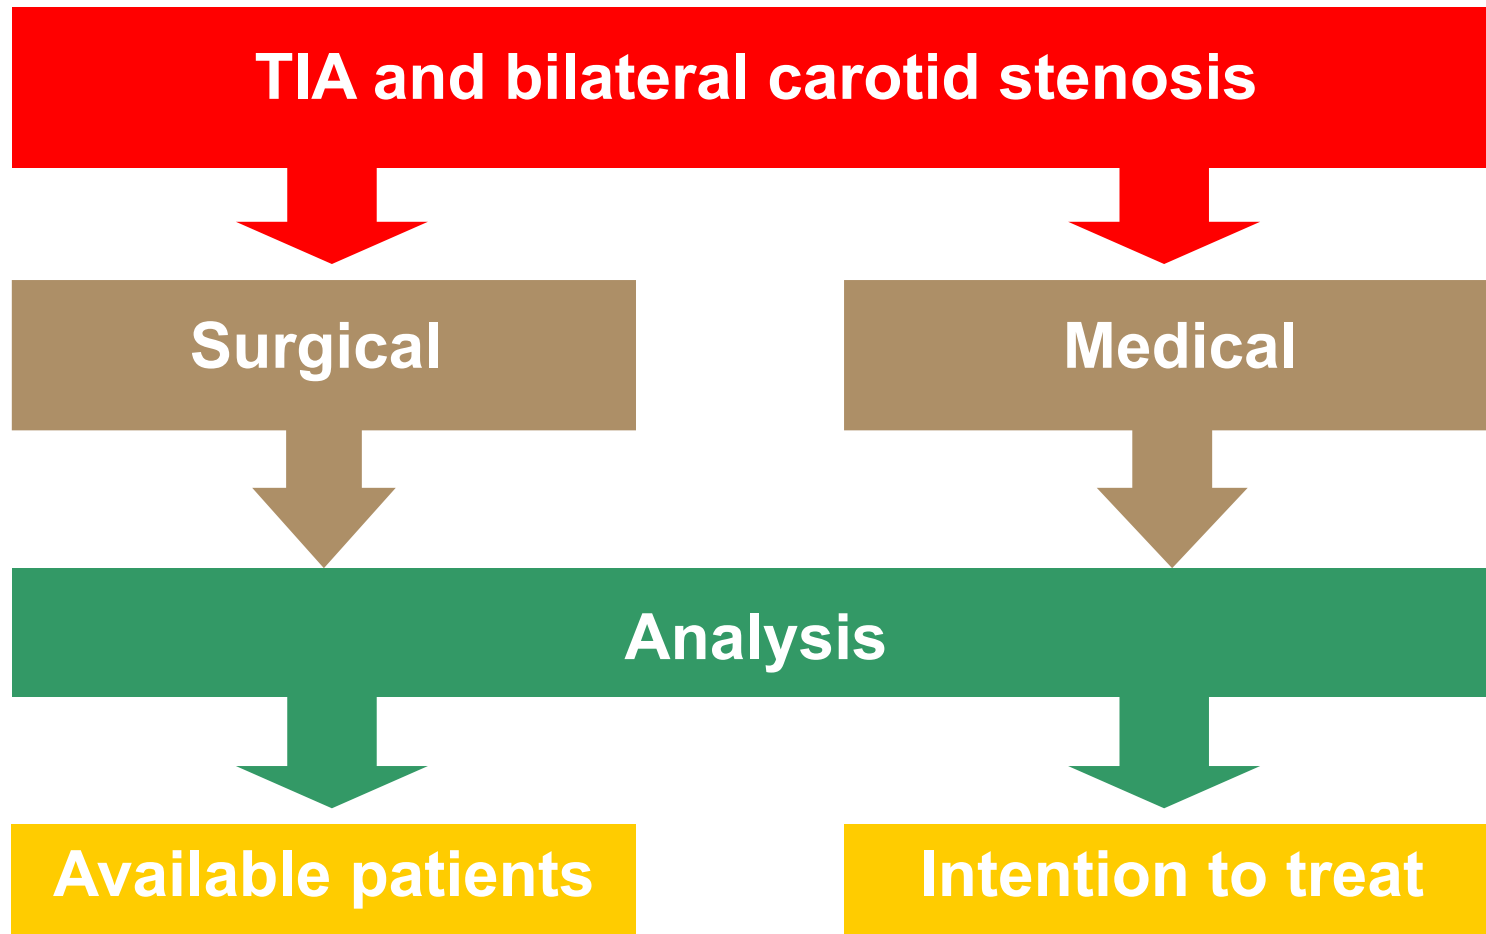 TIA and bilateral carotid stenosis
Surgical
Medical
Analysis
Available patients
Intention to treat